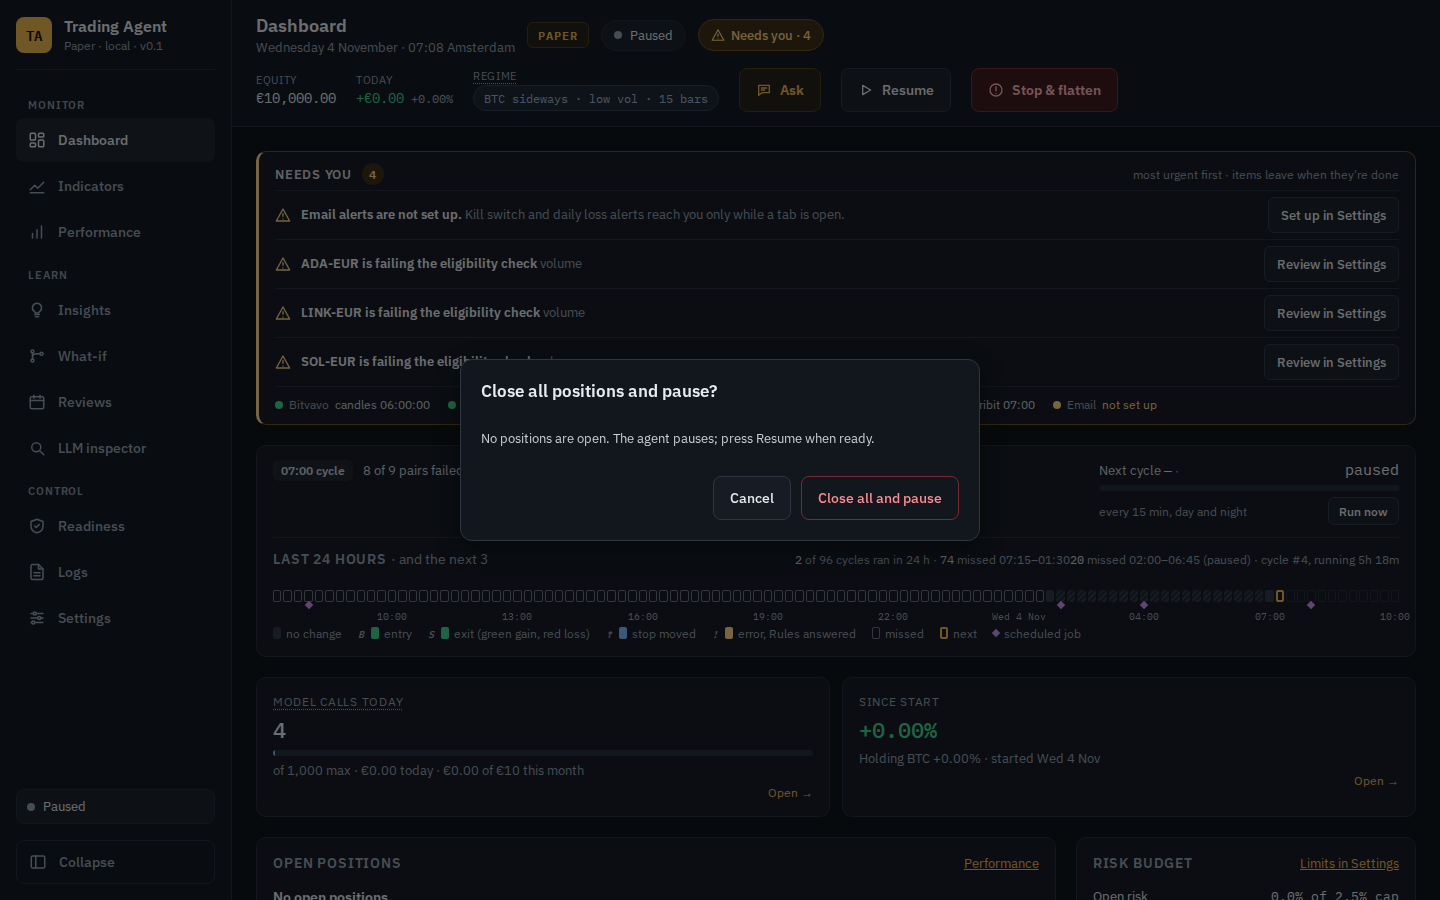 TA
Trading Agent
Paper · local · v0.1
MONITOR
Dashboard
Indicators
Performance
LEARN
Insights
What-if
Reviews
LLM inspector
CONTROL
Readiness
Logs
Settings
Paused
Collapse
Dashboard
Wednesday 4 November · 07:08 Amsterdam
PAPER
Paused
Needs you · 4
EQUITY
€10,000.00
TODAY
+€0.00 +0.00%
REGIME
BTC sideways · low vol · 15 bars
Ask
Resume
Stop & flatten
NEEDS YOU 4
most urgent first · items leave when they're done
Email alerts are not set up. Kill switch and daily loss alerts reach you only while a tab is open.
Set up in Settings
ADA-EUR is failing the eligibility check volume
Review in Settings
LINK-EUR is failing the eligibility check volume
Review in Settings
SOL-EUR is failing the
Review in Settings
Bitvavo candles 06:00:00
07:00
Email not set up
Close all positions and pause?
No positions are open. The agent pauses; press Resume when ready.
Cancel
Close all and pause
07:00 cycle
8 of 9 pairs failed
Next cycle – ·
paused
every 15 min, day and night
Run now
LAST 24 HOURS · and the next 3
2 of 96 cycles ran in 24 h · 74 missed 07:15–01:3020 missed 02:00–06:45 (paused) · cycle #4, running 5h 18m
10:00 13:00 16:00 19:00 22:00 Wed 4 Nov 04:00 07:00 10:00
no change B entry S exit (green gain, red loss) ↑ stop moved ! error, Rules answered missed next scheduled job
MODEL CALLS TODAY
4
of 1,000 max · €0.00 today · €0.00 of €10 this month
Open →
SINCE START
+0.00%
Holding BTC +0.00% · started Wed 4 Nov
Open →
OPEN POSITIONS
Performance
No open positions
RISK BUDGET
Limits in Settings
Open risk
0.0% of 2.5% cap